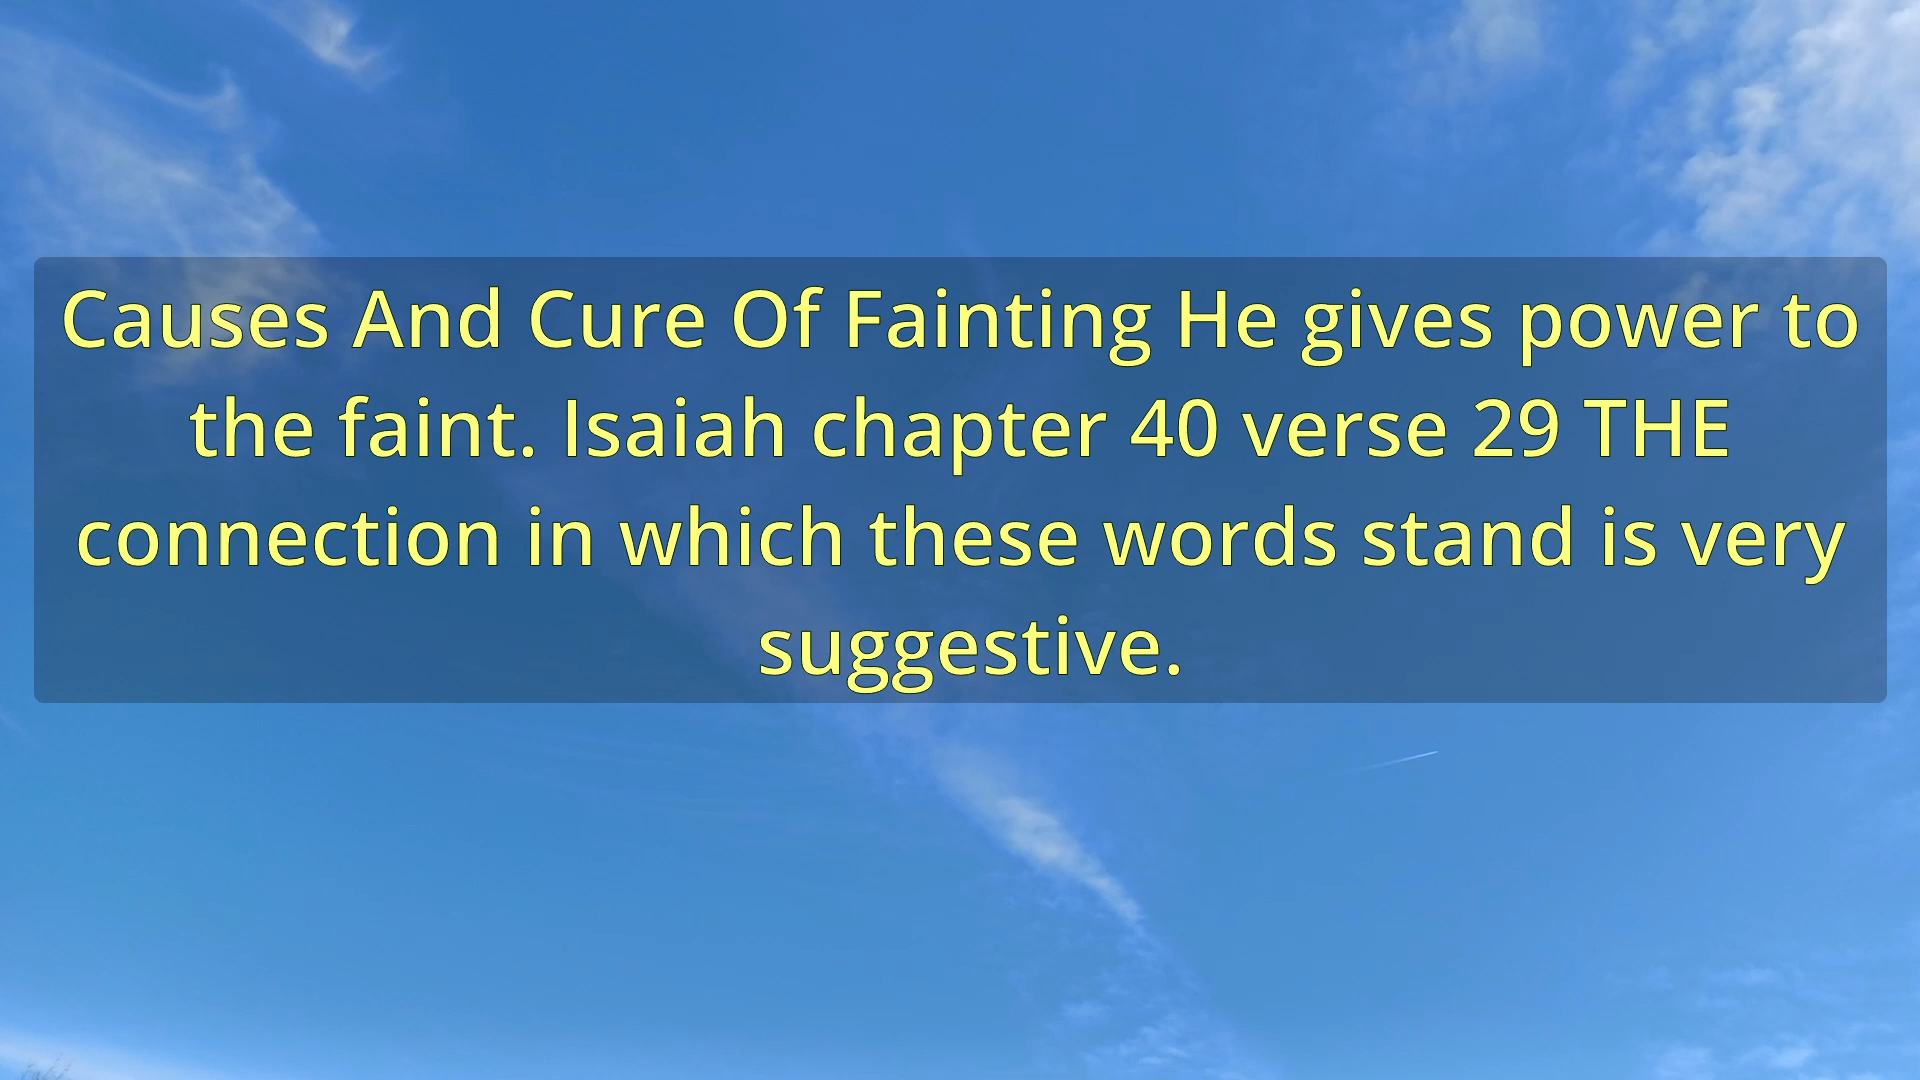 Causes And Cure Of Fainting He gives power to
the faint. Isaiah chapter 40 verse 29 THE
connection in which these words stand is very
suggestive.